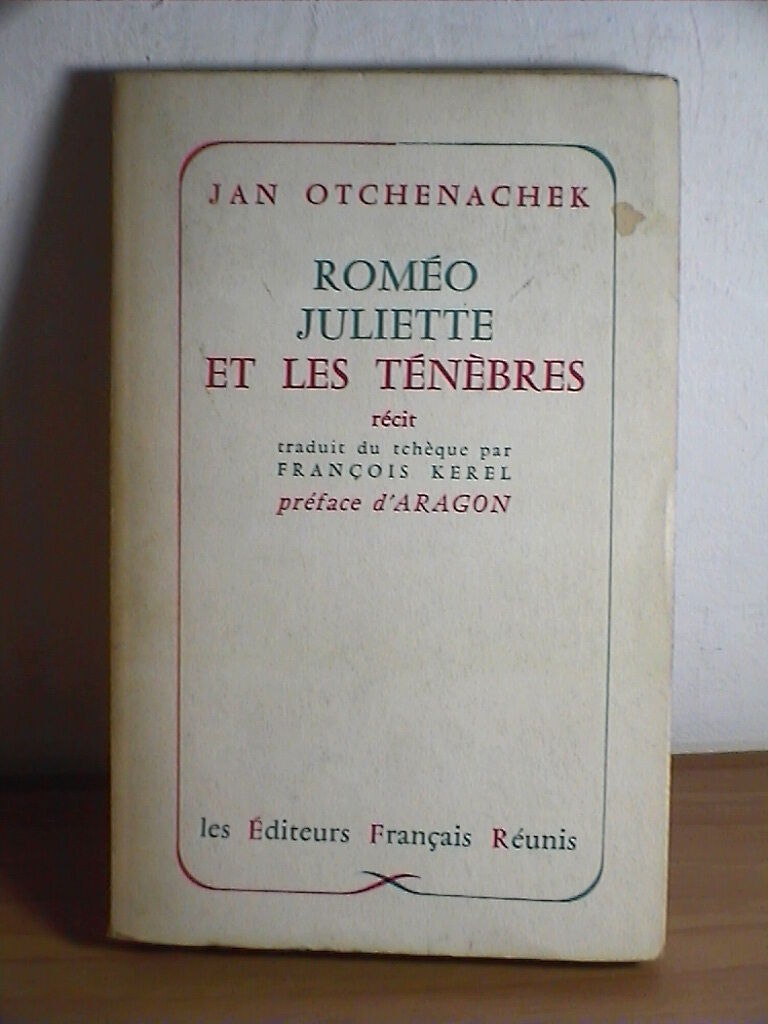 JAN OTCHENACHEK
ROMÉO
JULIETTE
ET LES TÉNÈBRES
récit
traduit du tchèque par
FRANÇOIS KEREL
préface d'ARAGON
les Éditeurs Français Réunis